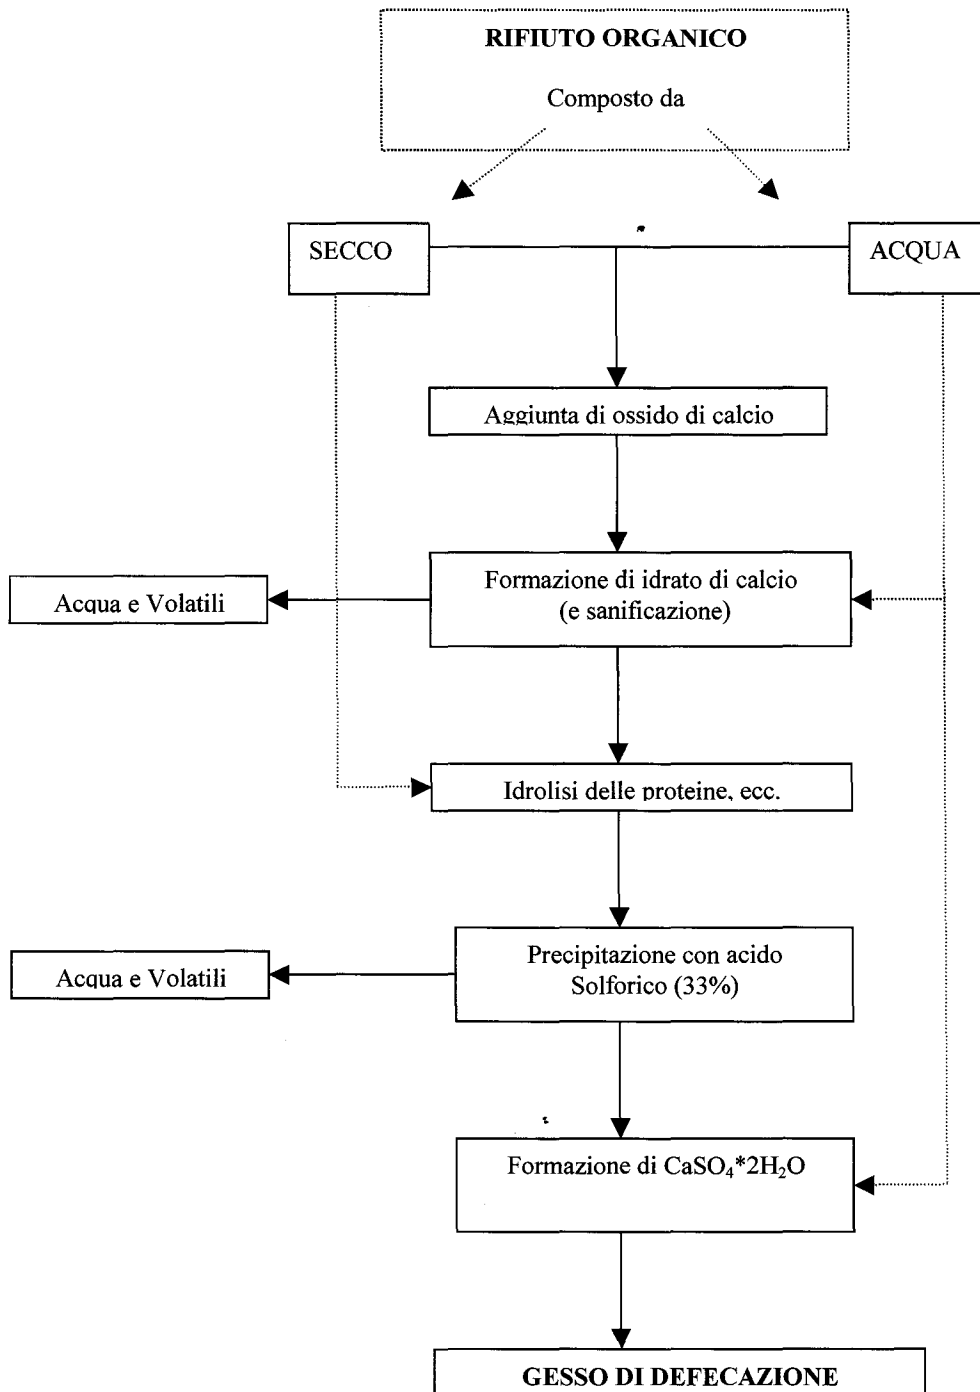 RIFIUTO ORGANICO
Composto da
SECCO
ACQUA
Aggiunta di ossido di calcio
Formazione di idrato di calcio
(e sanificazione)
Acqua e Volatili
Idrolisi delle proteine, ecc.
Precipitazione con acido
Solforico (33%)
Acqua e Volatili
Formazione di CaSO₄*2H₂O
GESSO DI DEFECAZIONE